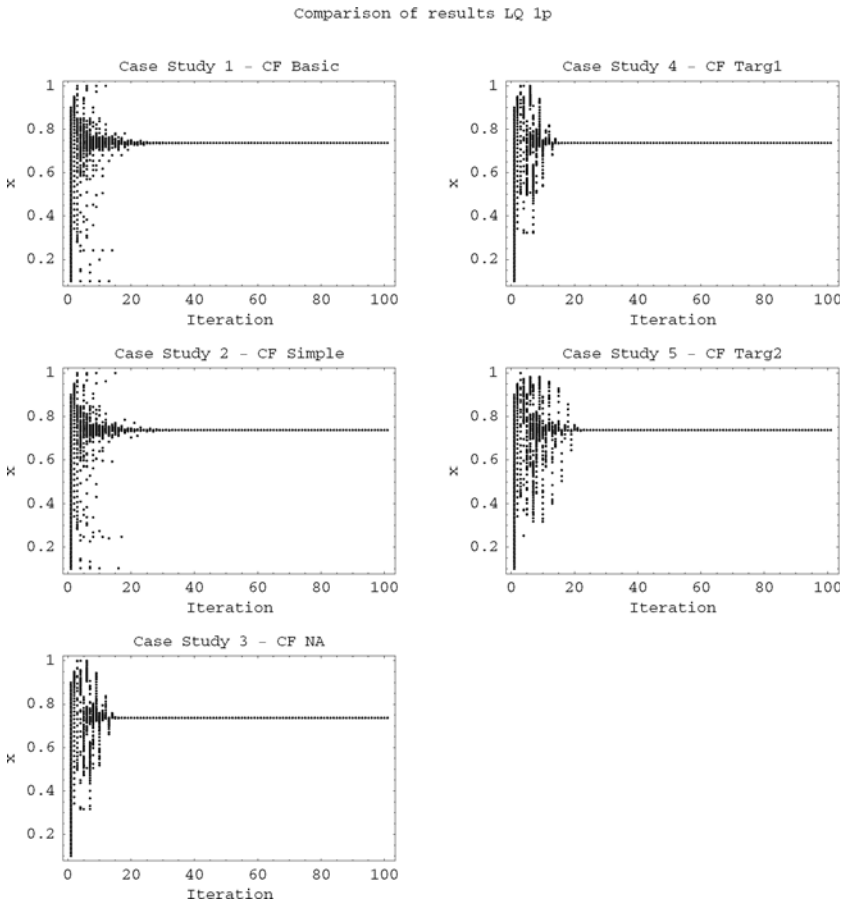 Comparison of results LQ 1p
Case Study 1 - CF Basic
1
0.8
0.6
0.4
0.2
x
0 20 40 60 80 100
Iteration
Case Study 4 - CF Targ1
1
0.8
0.6
0.4
0.2
x
0 20 40 60 80 100
Iteration
Case Study 2 - CF Simple
1
0.8
0.6
0.4
0.2
x
0 20 40 60 80 100
Iteration
Case Study 5 - CF Targ2
1
0.8
0.6
0.4
0.2
x
0 20 40 60 80 100
Iteration
Case Study 3 - CF NA
1
0.8
0.6
0.4
0.2
x
0 20 40 60 80 100
Iteration